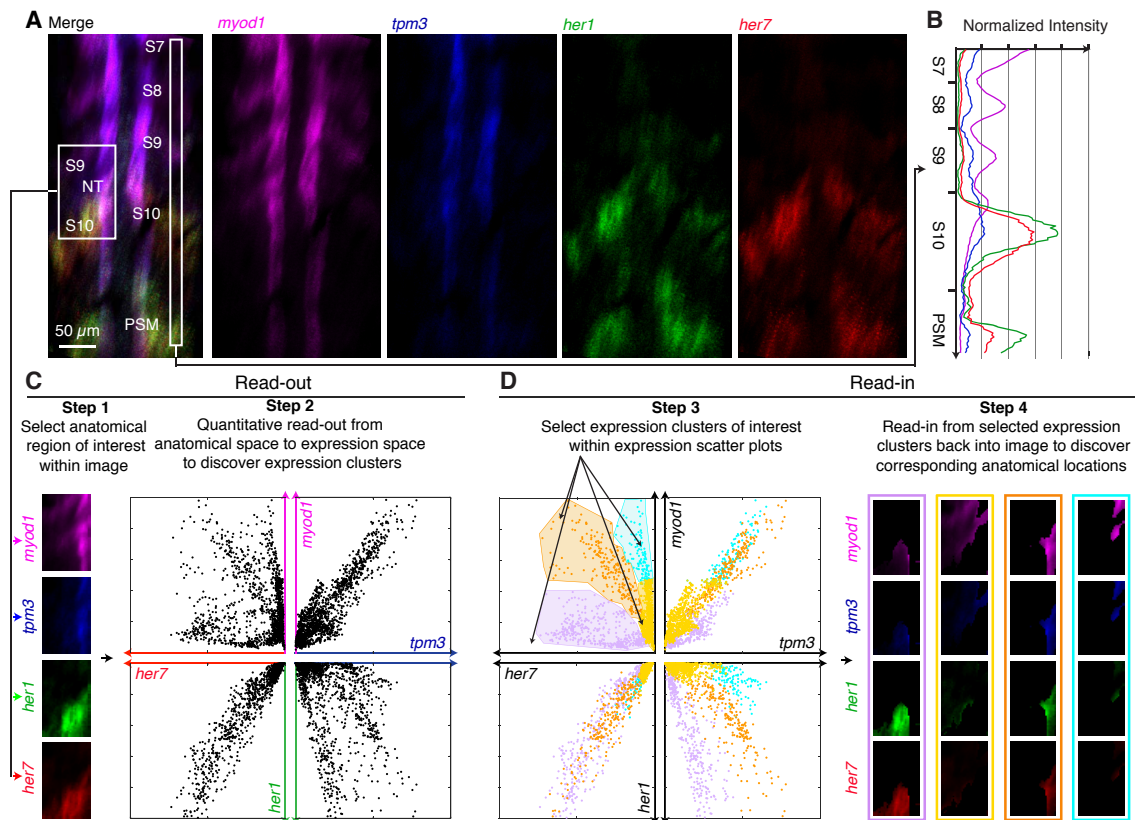 A
Merge
myod1
tpm3
her1
her7
S7
S8
S9
S9
NT
S10
S10
PSM
50 µm
B
Normalized Intensity
S7
S8
S9
S10
PSM
C
Read-out
Step 1
Select anatomical
region of interest
within image
Step 2
Quantitative read-out from
anatomical space to expression space
to discover expression clusters
myod1
tpm3
her1
her7
myod1
tpm3
her7
her1
D
Read-in
Step 3
Select expression clusters of interest
within expression scatter plots
myod1
tpm3
her7
her1
Step 4
Read-in from selected expression
clusters back into image to discover
corresponding anatomical locations
myod1
tpm3
her1
her7